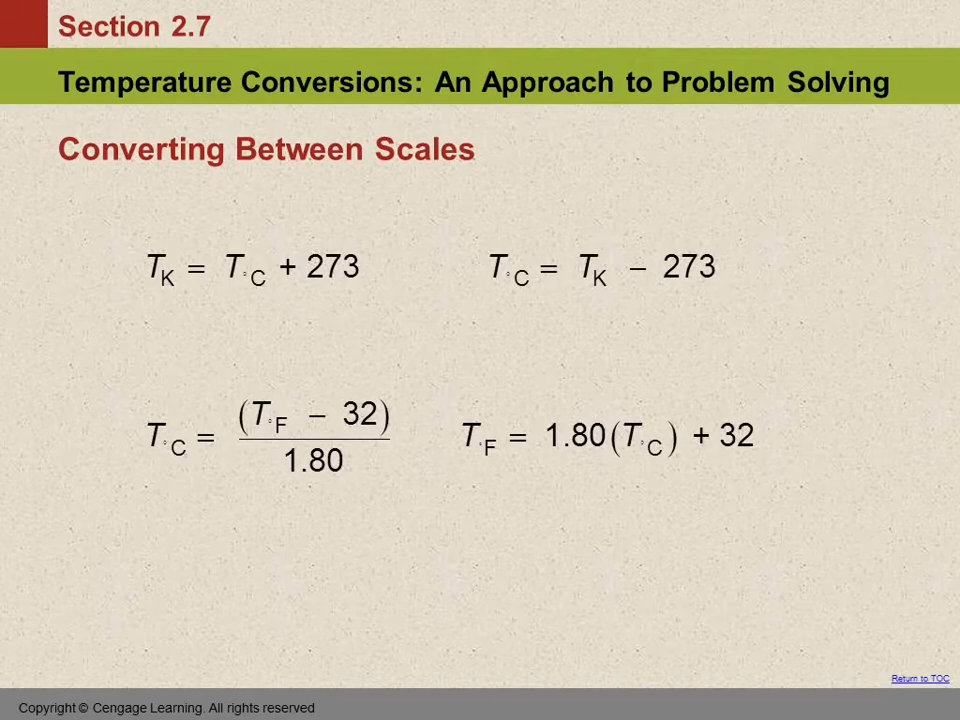 Section 2.7
Temperature Conversions: An Approach to Problem Solving
Converting Between Scales
T_K = T_°C + 273
T_°C = T_K − 273
T_°C = (T_°F − 32) / 1.80
T_°F = 1.80(T_°C) + 32
Return to TOC
Copyright © Cengage Learning. All rights reserved